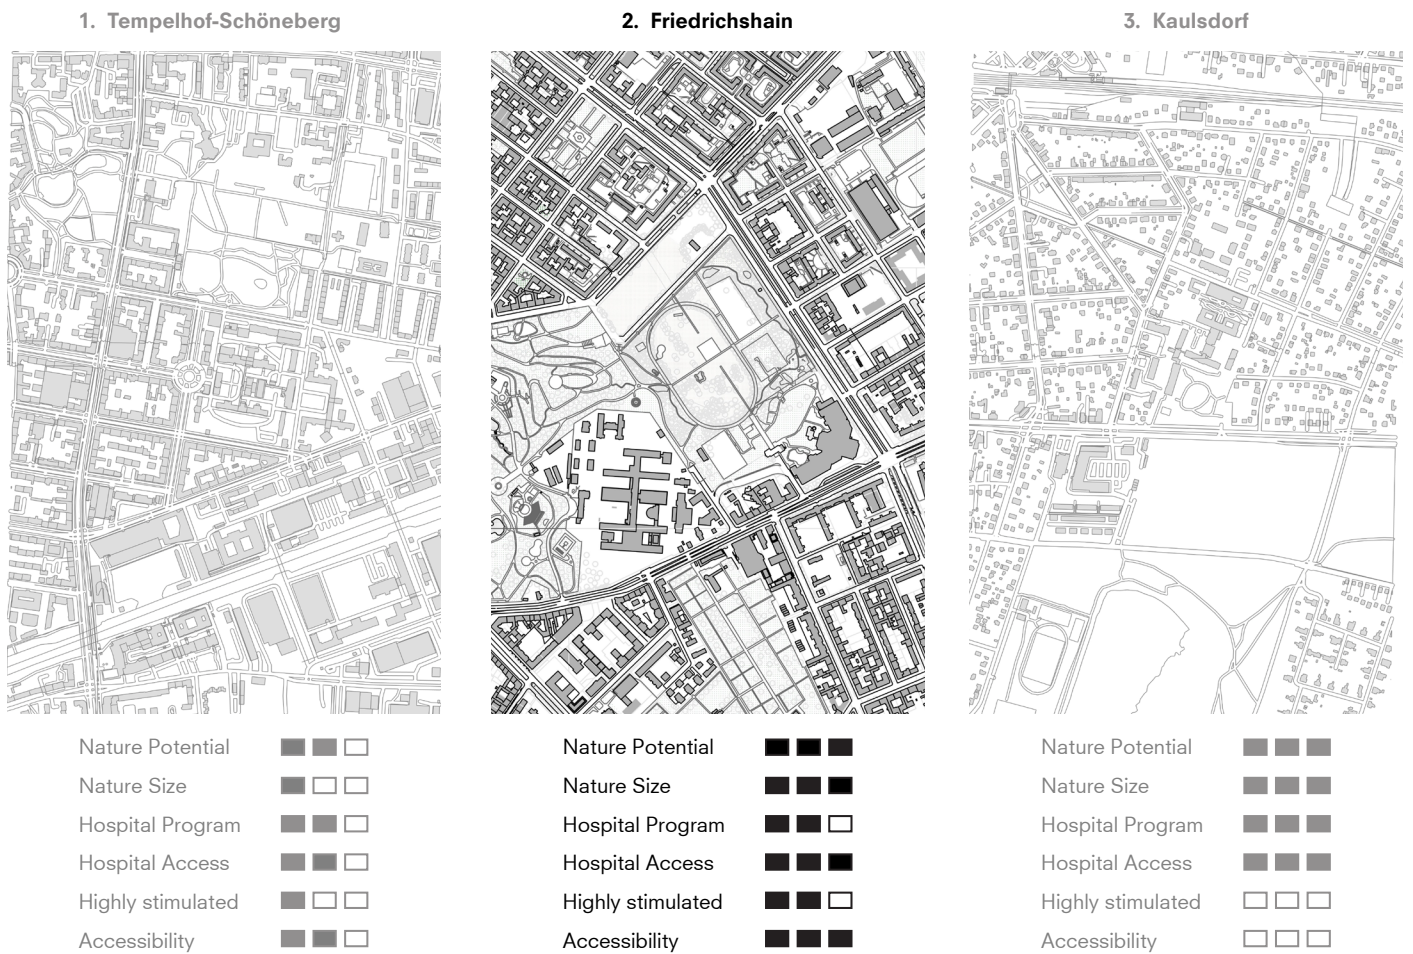 1. Tempelhof-Schöneberg
2. Friedrichshain
3. Kaulsdorf
Nature Potential
Nature Size
Hospital Program
Hospital Access
Highly stimulated
Accessibility
Nature Potential
Nature Size
Hospital Program
Hospital Access
Highly stimulated
Accessibility
Nature Potential
Nature Size
Hospital Program
Hospital Access
Highly stimulated
Accessibility